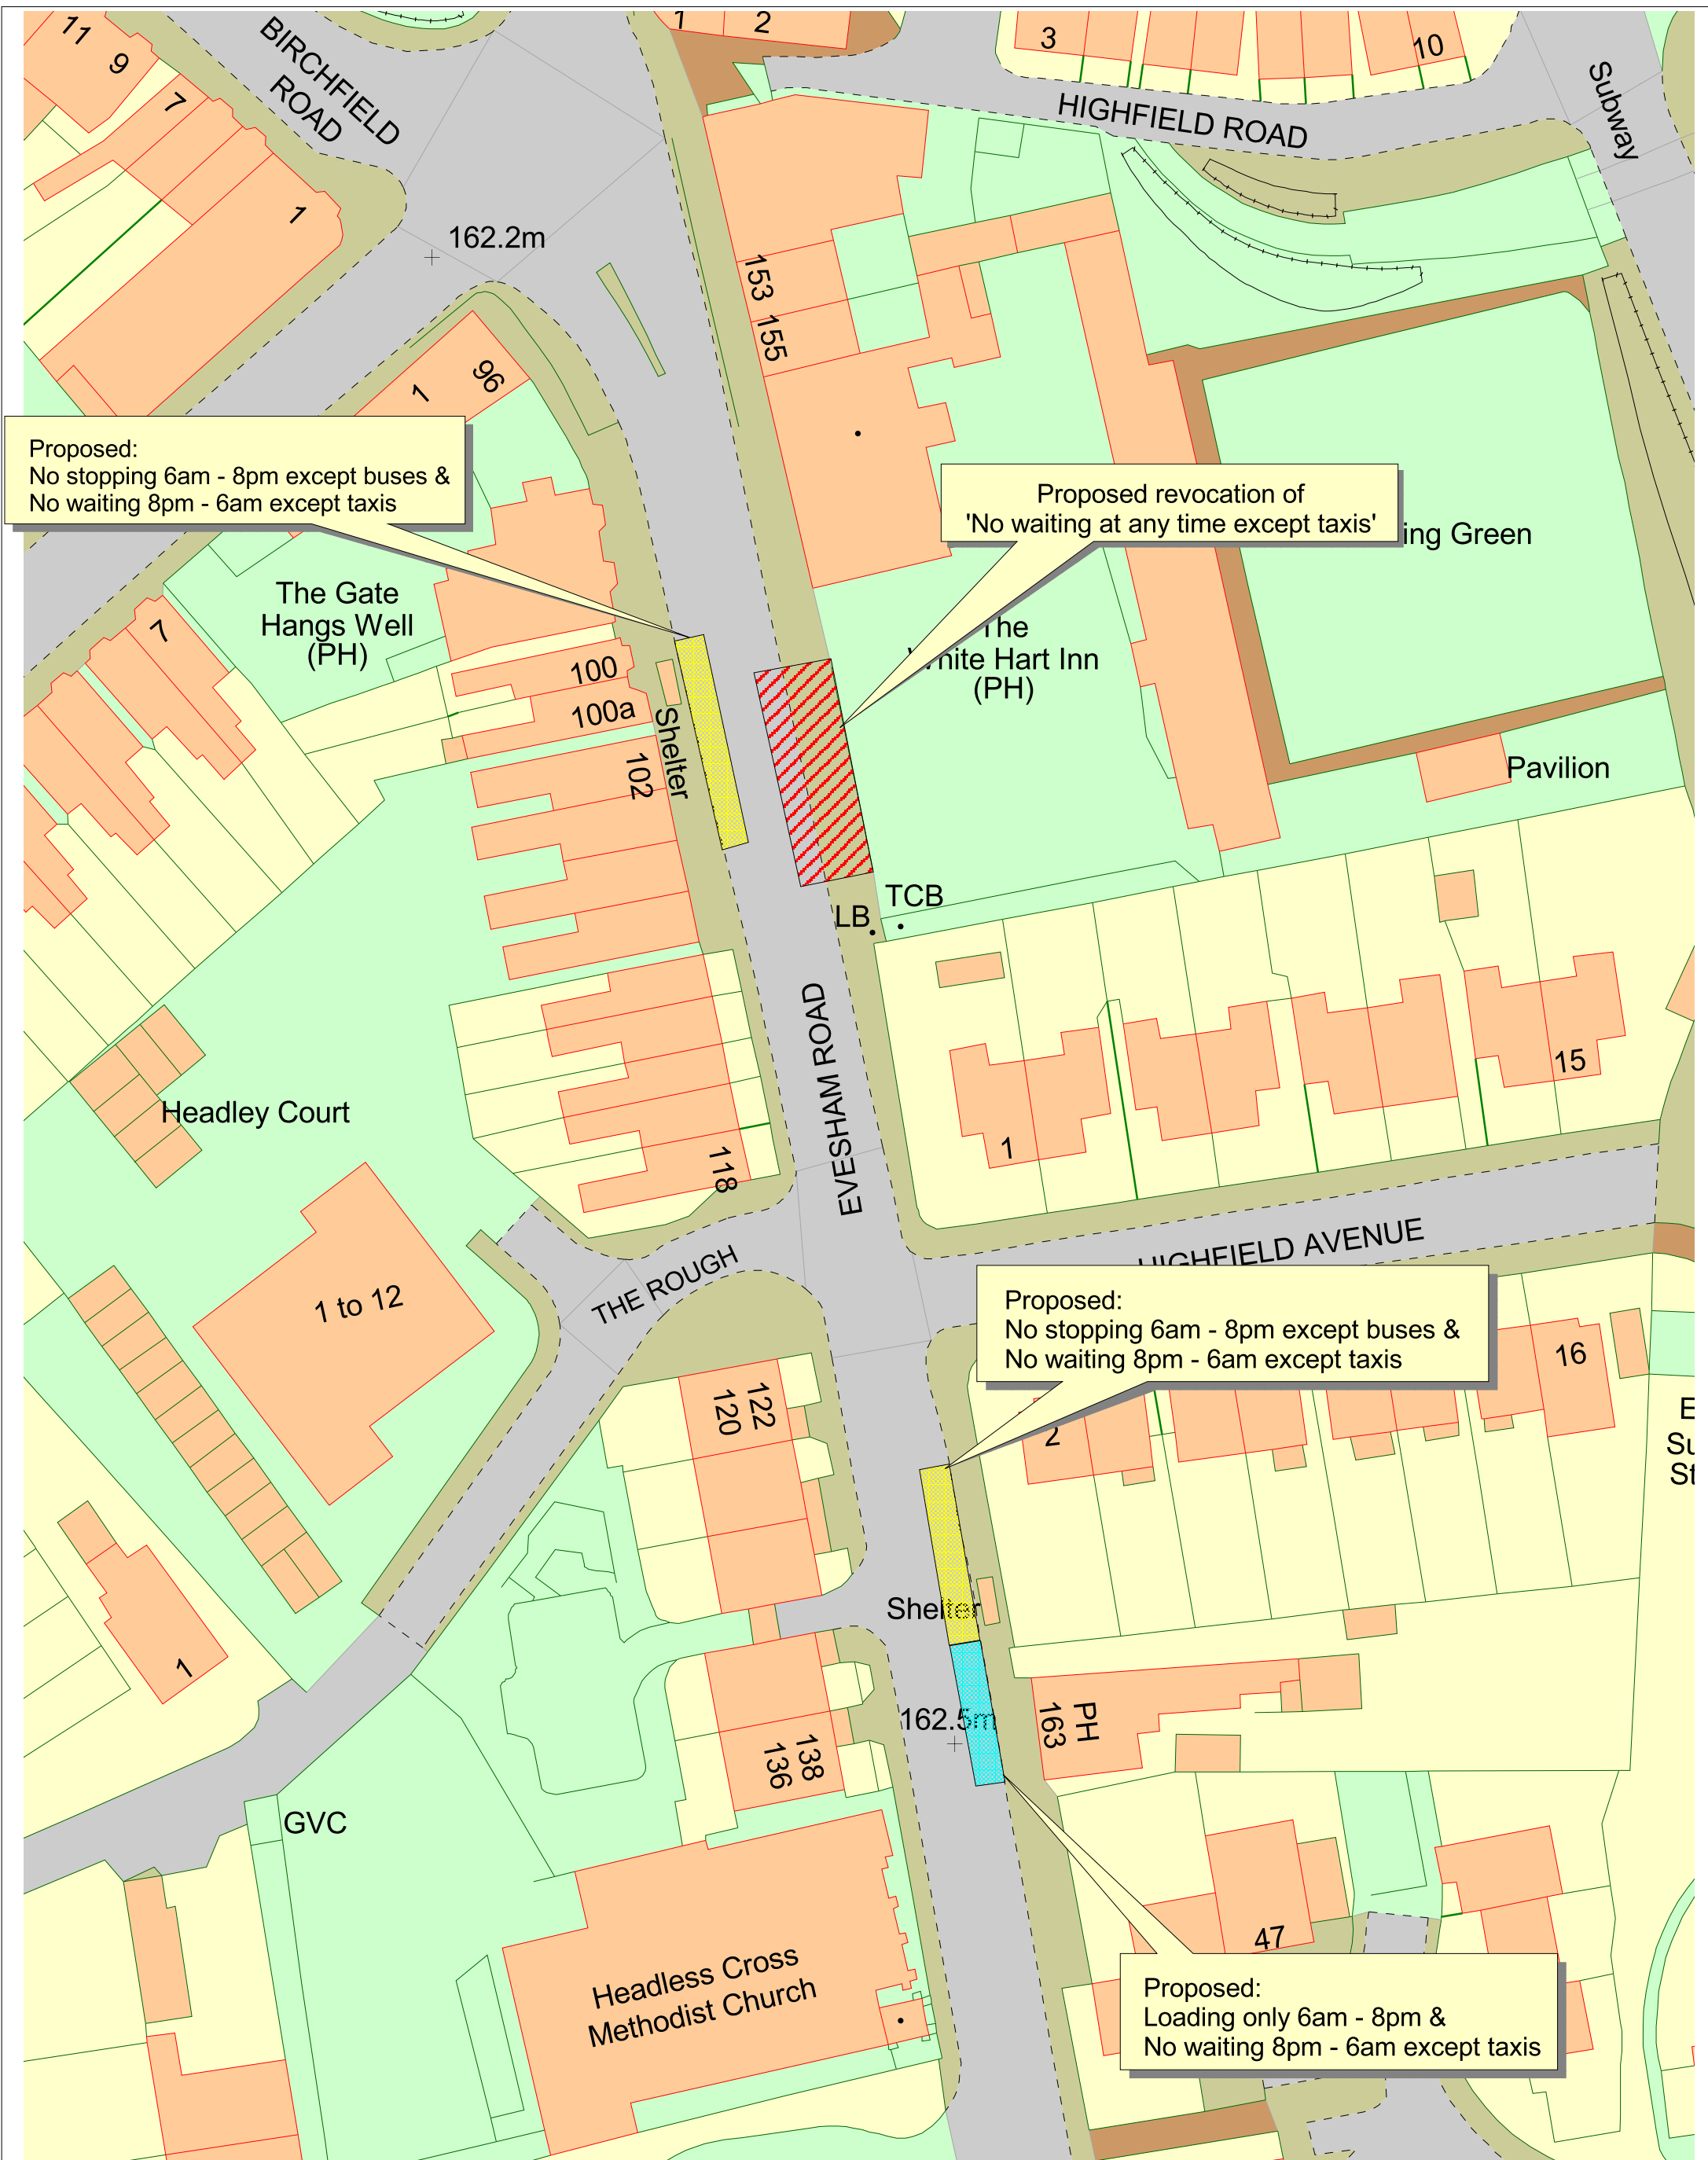 11
9
7
1
BIRCHFIELD
ROAD
1
2
3
10
HIGHFIELD ROAD
Subway
162.2m
153
155
1
96
Proposed:
No stopping 6am - 8pm except buses &
No waiting 8pm - 6am except taxis
Proposed revocation of
'No waiting at any time except taxis'
ing Green
The Gate
Hangs Well
(PH)
7
The
White Hart Inn
(PH)
100
100a
102
Shelter
Pavilion
TCB
LB
EVESHAM ROAD
Headley Court
118
1
15
THE ROUGH
HIGHFIELD AVENUE
1 to 12
Proposed:
No stopping 6am - 8pm except buses &
No waiting 8pm - 6am except taxis
16
122
120
2
E
Su
St
Shelter
1
162.5m
163
PH
138
136
GVC
47
Headless Cross
Methodist Church
Proposed:
Loading only 6am - 8pm &
No waiting 8pm - 6am except taxis